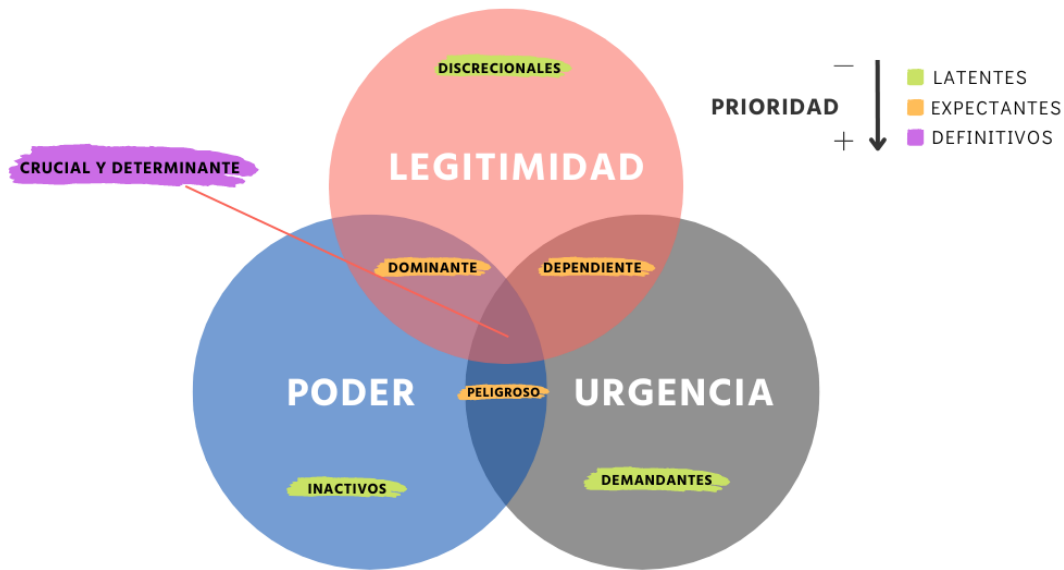 DISCRECIONALES
LEGITIMIDAD
PRIORIDAD
—
+
LATENTES
EXPECTANTES
DEFINITIVOS
CRUCIAL Y DETERMINANTE
DOMINANTE
DEPENDIENTE
PODER
PELIGROSO
URGENCIA
INACTIVOS
DEMANDANTES